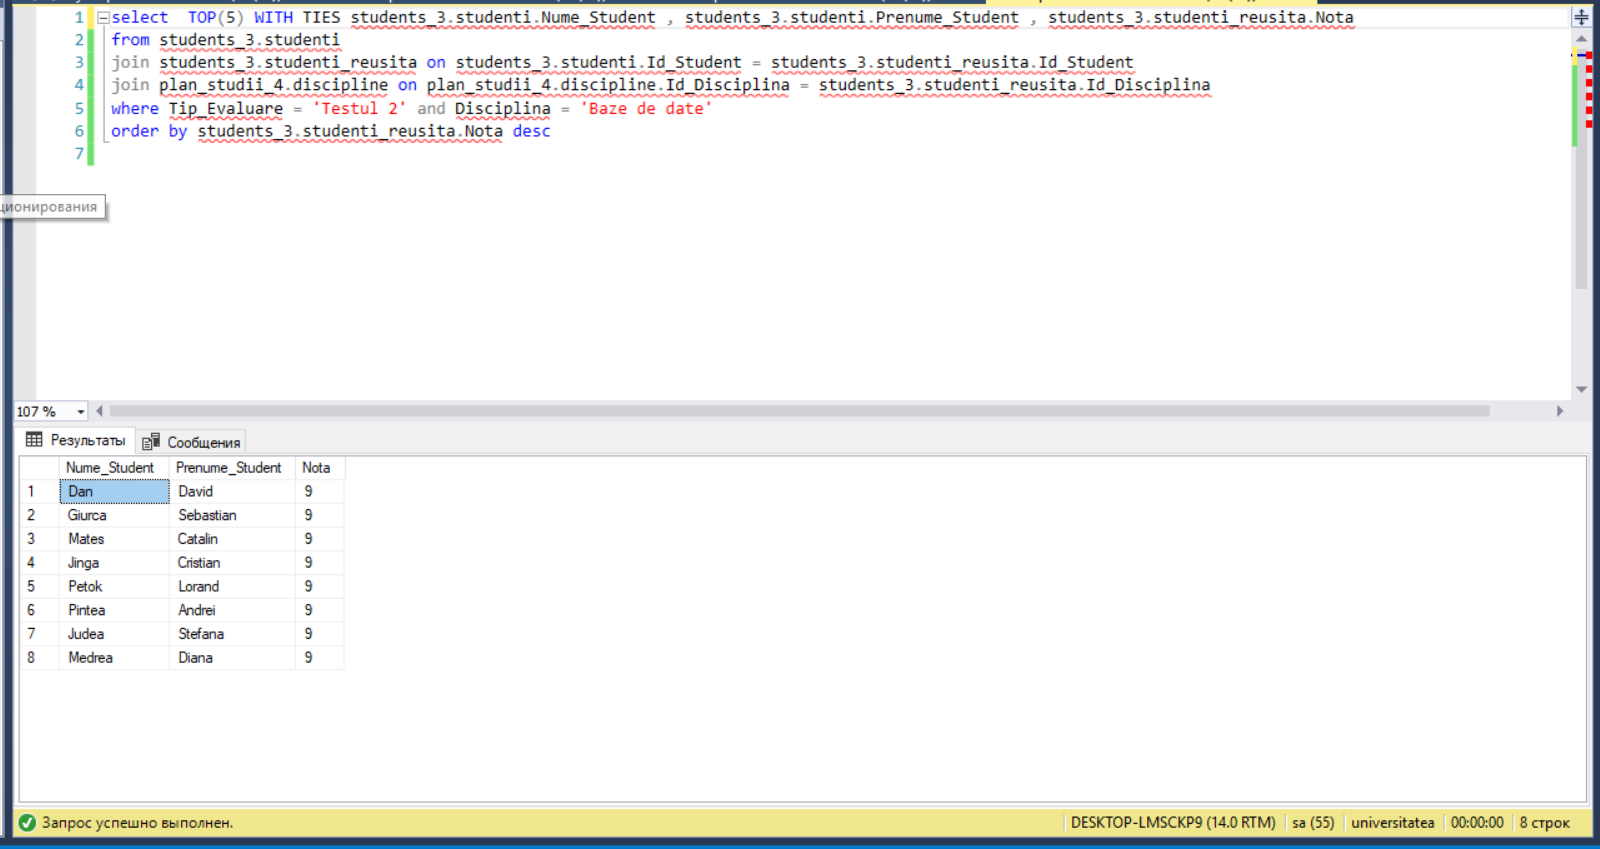 1 select TOP(5) WITH TIES students_3.studenti.Nume_Student , students_3.studenti.Prenume_Student , students_3.studenti_reusita.Nota
2 from students_3.studenti
3 join students_3.studenti_reusita on students_3.studenti.Id_Student = students_3.studenti_reusita.Id_Student
4 join plan_studii_4.discipline on plan_studii_4.discipline.Id_Disciplina = students_3.studenti_reusita.Id_Disciplina
5 where Tip_Evaluare = 'Testul 2' and Disciplina = 'Baze de date'
6 order by students_3.studenti_reusita.Nota desc
7
ционирования
107 %
Результаты Сообщения
Nume_Student Prenume_Student Nota
1 Dan David 9
2 Giurca Sebastian 9
3 Mates Catalin 9
4 Jinga Cristian 9
5 Petok Lorand 9
6 Pintea Andrei 9
7 Judea Stefana 9
8 Medrea Diana 9
Запрос успешно выполнен. DESKTOP-LMSCKP9 (14.0 RTM) sa (55) universitatea 00:00:00 8 строк